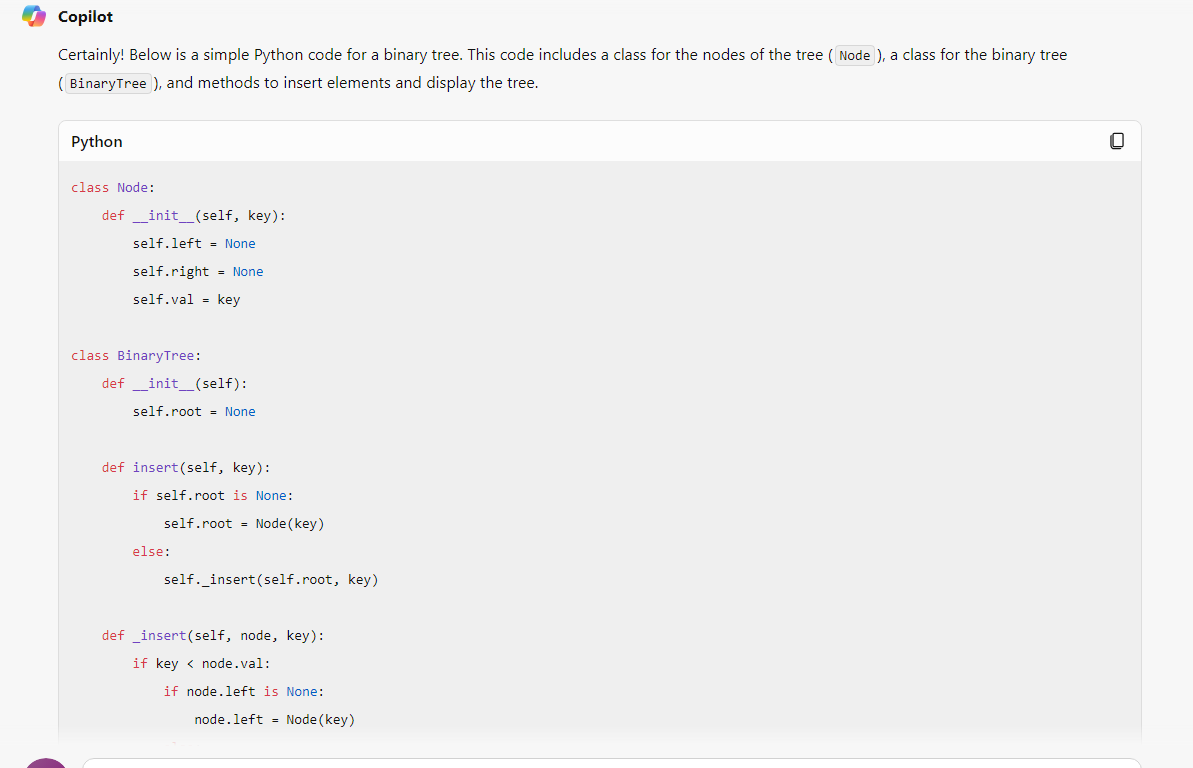 Copilot
Certainly! Below is a simple Python code for a binary tree. This code includes a class for the nodes of the tree ( Node ), a class for the binary tree
( BinaryTree ), and methods to insert elements and display the tree.
Python
class Node:
    def __init__(self, key):
        self.left = None
        self.right = None
        self.val = key
class BinaryTree:
    def __init__(self):
        self.root = None
    def insert(self, key):
        if self.root is None:
            self.root = Node(key)
        else:
            self._insert(self.root, key)
    def _insert(self, node, key):
        if key < node.val:
            if node.left is None:
                node.left = Node(key)